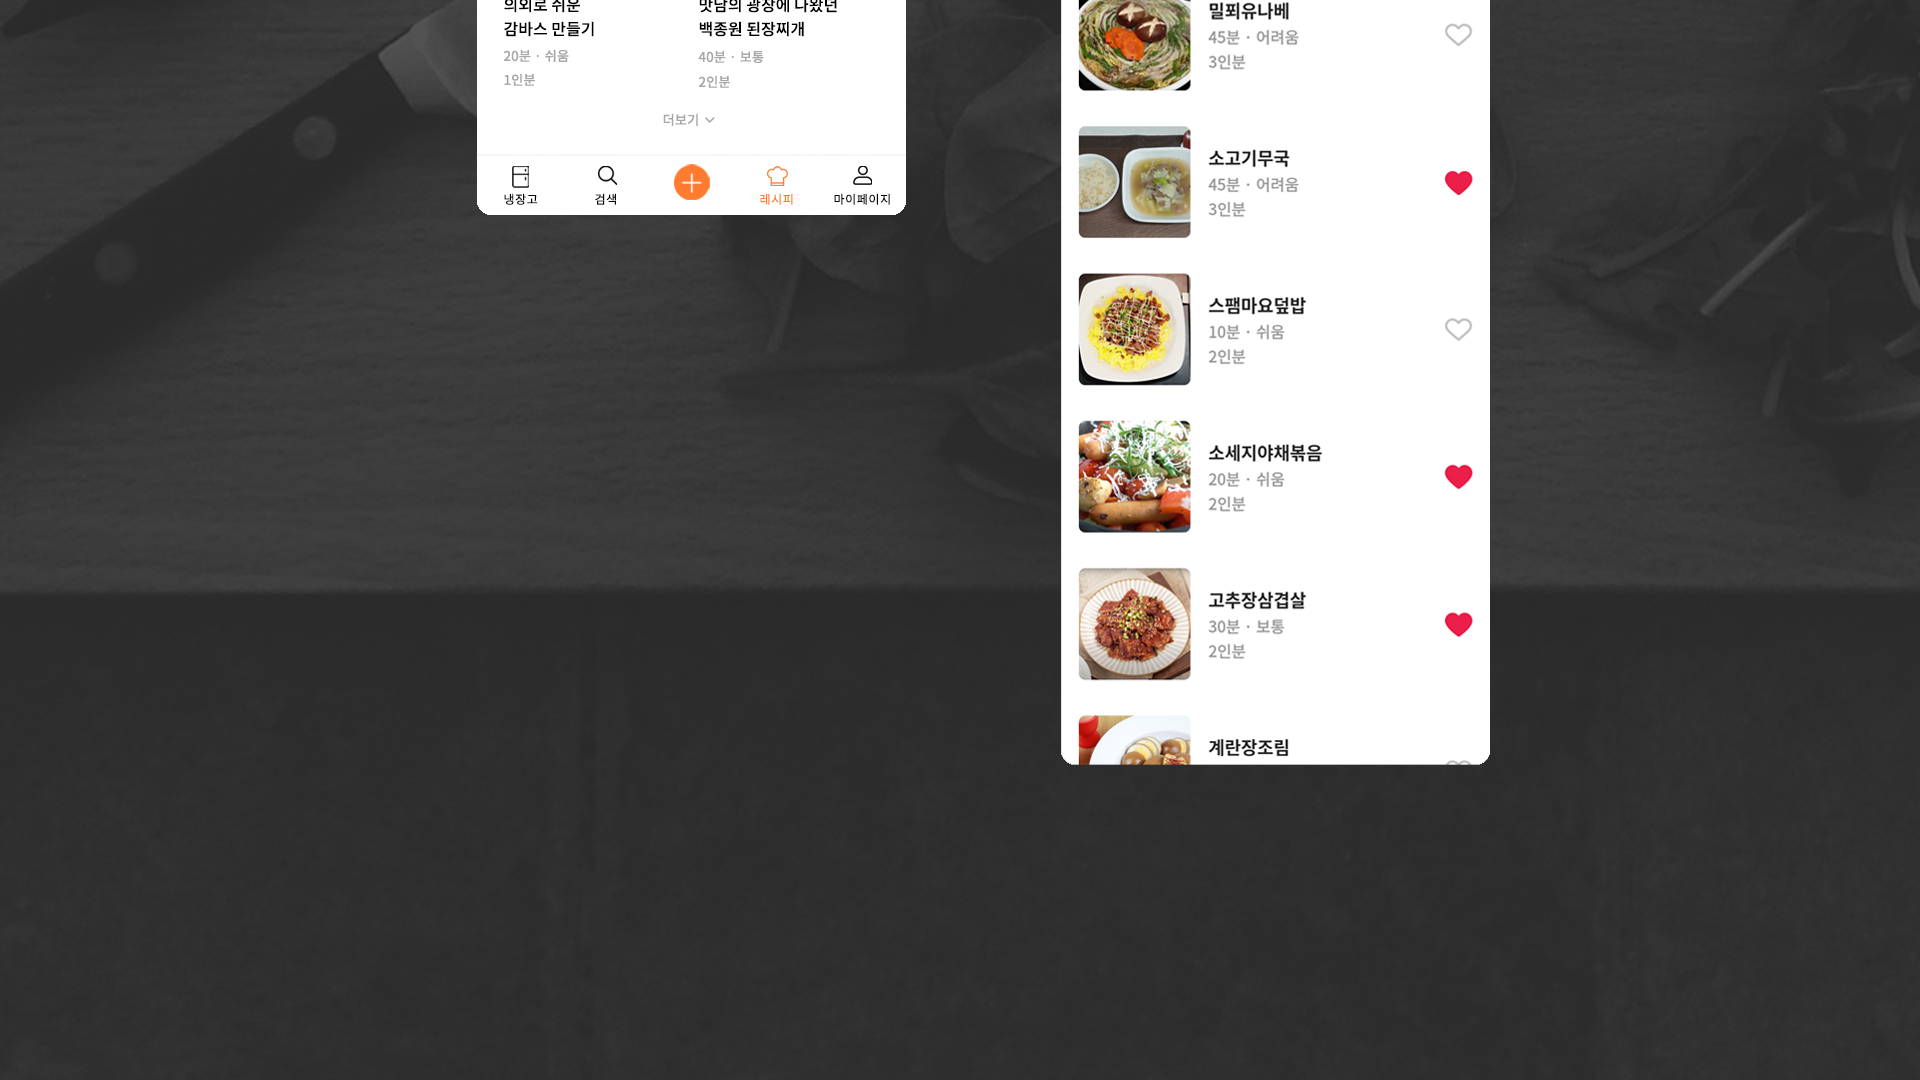 의외로 쉬운
감바스 만들기
20분 · 쉬움
1인분
맛남의 광장에 나왔던
백종원 된장찌개
40분 · 보통
2인분
더보기
냉장고
검색
레시피
마이페이지
밀푀유나베
45분 · 어려움
3인분
소고기무국
45분 · 어려움
3인분
스팸마요덮밥
10분 · 쉬움
2인분
소세지야채볶음
20분 · 쉬움
2인분
고추장삼겹살
30분 · 보통
2인분
계란장조림